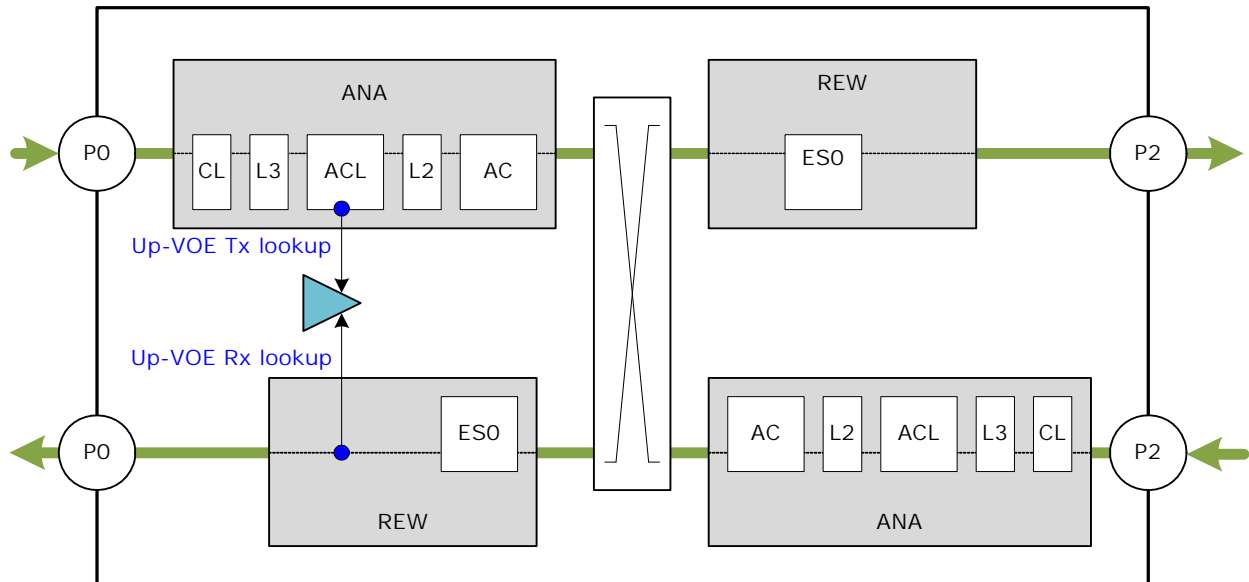 ANA
REW
P0
CL
L3
ACL
L2
AC
ES0
P2
Up-VOE Tx lookup
Up-VOE Rx lookup
P0
ES0
REW
AC
L2
ACL
L3
CL
P2
ANA